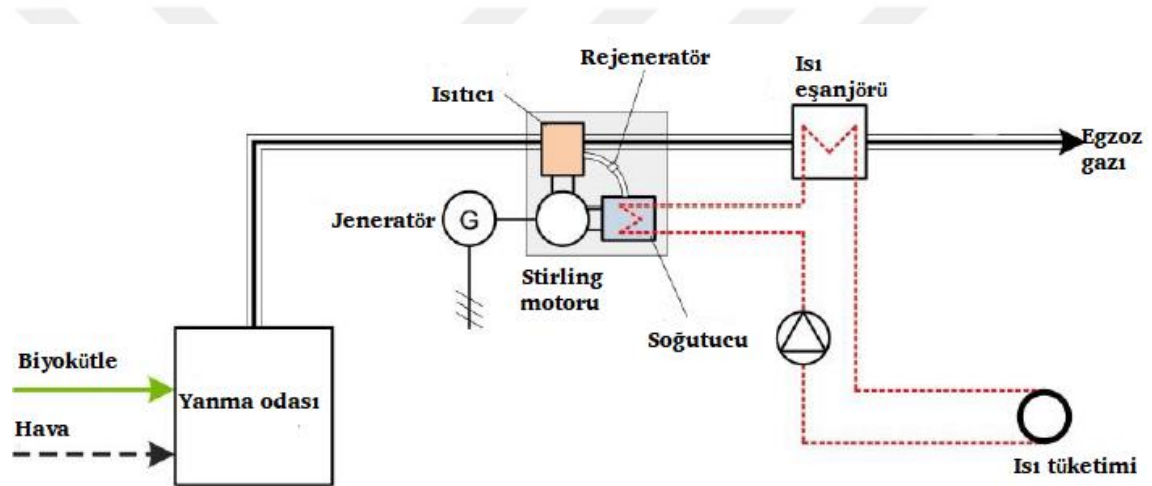 Rejeneratör
Isı
eşanjörü
Isıtıcı
Egzoz
gazı
Jeneratör
G
Stirling
motoru
Soğutucu
Biyokütle
Yanma odası
Hava
Isı tüketimi